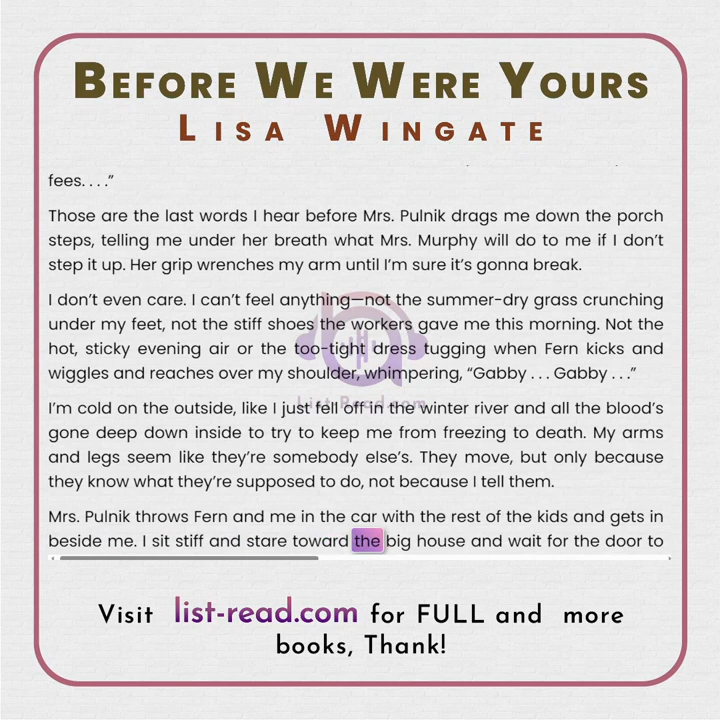 BEFORE WE WERE YOURS
LISA WINGATE
fees. . . .”
Those are the last words I hear before Mrs. Pulnik drags me down the porch
steps, telling me under her breath what Mrs. Murphy will do to me if I don’t
step it up. Her grip wrenches my arm until I’m sure it’s gonna break.
I don’t even care. I can’t feel anything—not the summer-dry grass crunching
under my feet, not the stiff shoes the workers gave me this morning. Not the
hot, sticky evening air or the too-tight dress tugging when Fern kicks and
wiggles and reaches over my shoulder, whimpering, “Gabby . . . Gabby . . .”
List-Read.com
I’m cold on the outside, like I just fell off in the winter river and all the blood’s
gone deep down inside to try to keep me from freezing to death. My arms
and legs seem like they’re somebody else’s. They move, but only because
they know what they’re supposed to do, not because I tell them.
Mrs. Pulnik throws Fern and me in the car with the rest of the kids and gets in
beside me. I sit stiff and stare toward the big house and wait for the door to
Visit list-read.com for FULL and more
books, Thank!